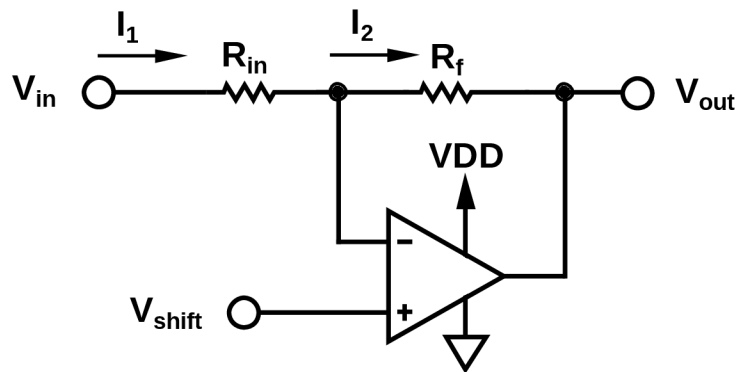 I1
I2
Rin
Rf
Vin
Vout
VDD
−
Vshift
+